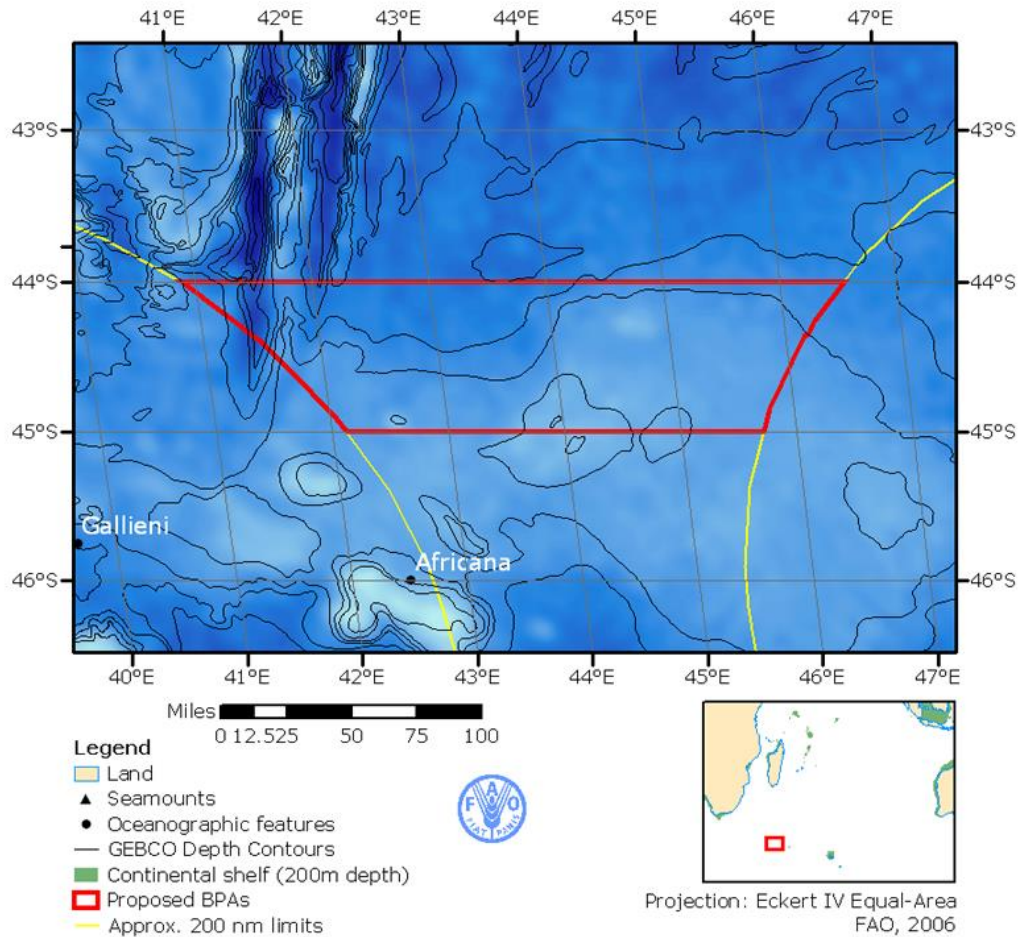 41°E 42°E 43°E 44°E 45°E 46°E 47°E
43°S 43°S
44°S 44°S
45°S 45°S
Gallieni
Africana
46°S 46°S
40°E 41°E 42°E 43°E 44°E 45°E 46°E 47°E
Miles
0 12.525 50 75 100
Legend
Land
Seamounts
Oceanographic features
GEBCO Depth Contours
Continental shelf (200m depth)
Proposed BPAs
Approx. 200 nm limits
F A O
FIAT PANIS
Projection: Eckert IV Equal-Area
FAO, 2006